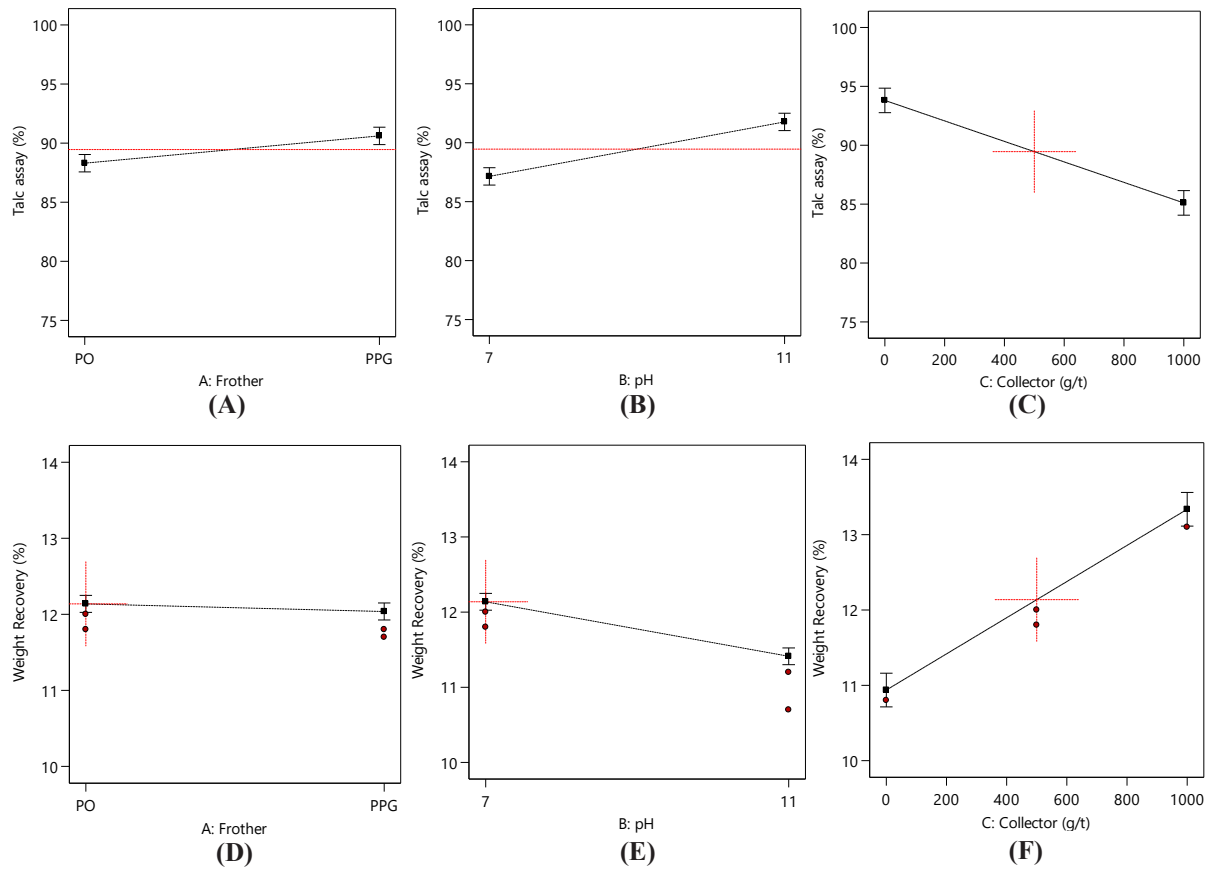 100
95
90
85
80
75
Talc assay (%)
PO
PPG
A: Frother
(A)
100
95
90
85
80
75
Talc assay (%)
7
11
B: pH
(B)
100
95
90
85
80
75
Talc assay (%)
0 200 400 600 800 1000
C: Collector (g/t)
(C)
14
13
12
11
10
Weight Recovery (%)
PO
PPG
A: Frother
(D)
14
13
12
11
10
Weight Recovery (%)
7
11
B: pH
(E)
14
13
12
11
10
Weight Recovery (%)
0 200 400 600 800 1000
C: Collector (g/t)
(F)